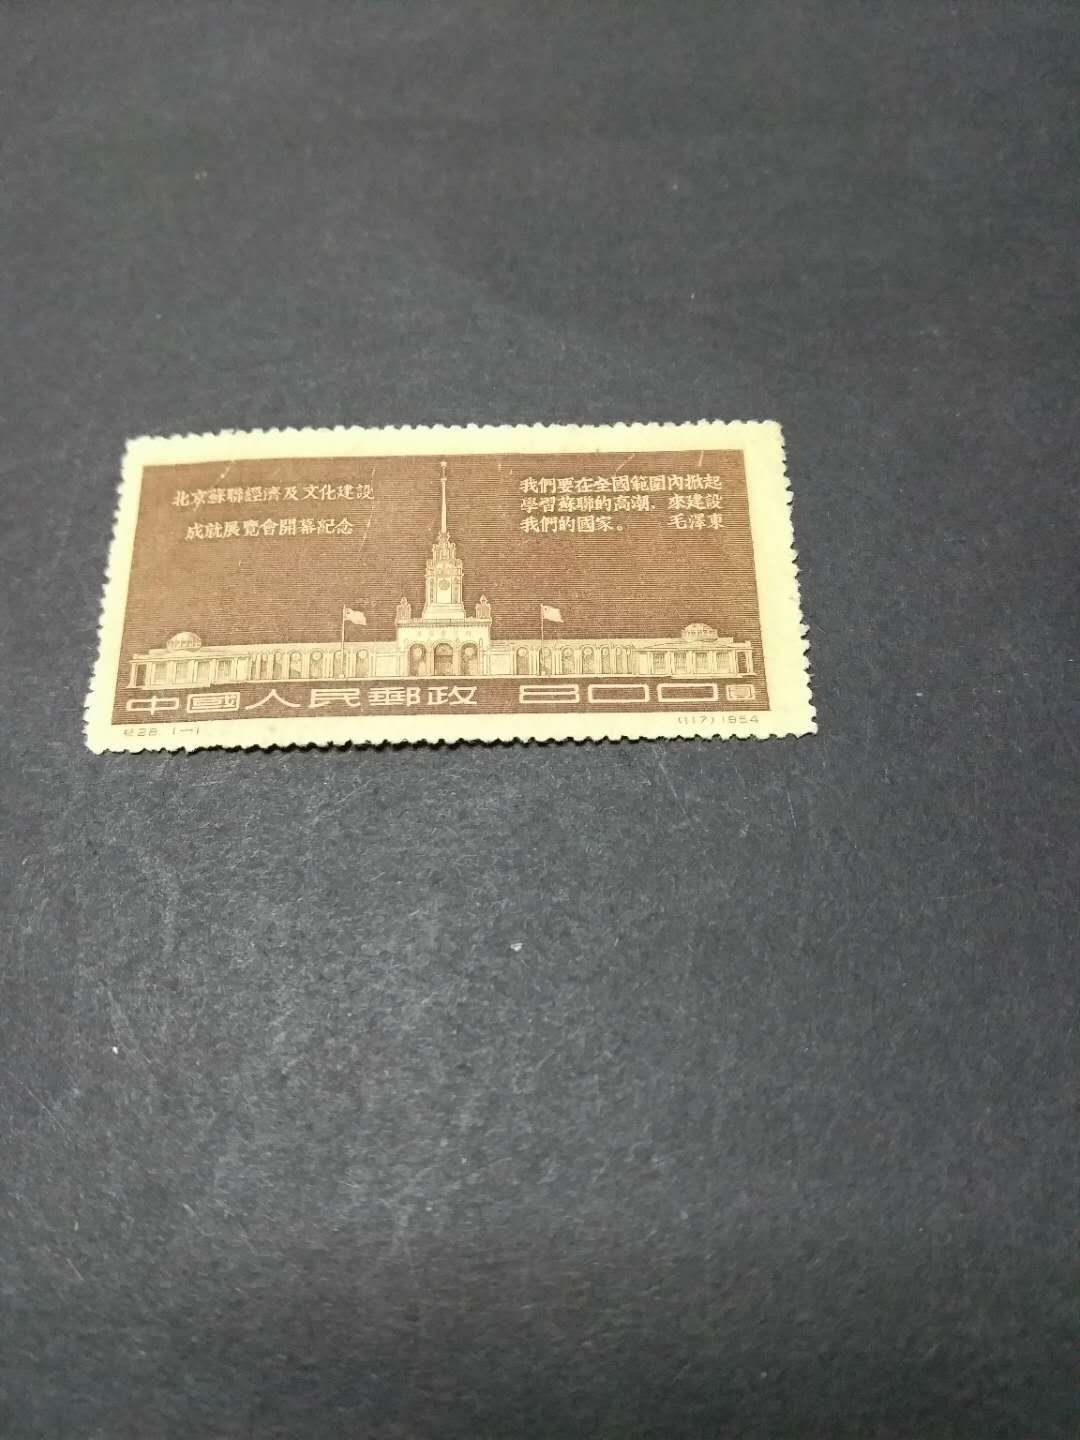 北京蘇聯經濟及文化建設
成就展覽會開幕紀念
我們要在全國範圍內掀起
學習蘇聯的高潮，來建設
我們的國家。 毛澤東
中國人民郵政 800圓
特28 1—1 (117) 1954